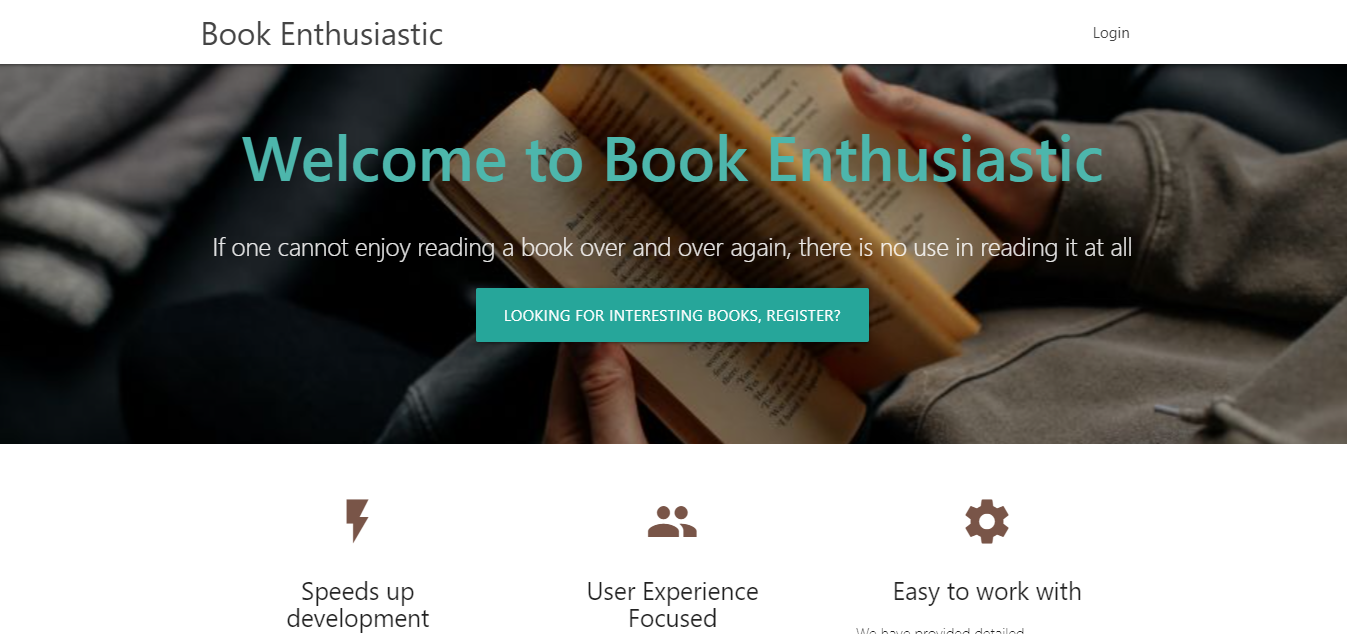 Book Enthusiastic
Login
Welcome to Book Enthusiastic
If one cannot enjoy reading a book over and over again, there is no use in reading it at all
LOOKING FOR INTERESTING BOOKS, REGISTER?
Speeds up
development
User Experience
Focused
Easy to work with
We have provided detailed